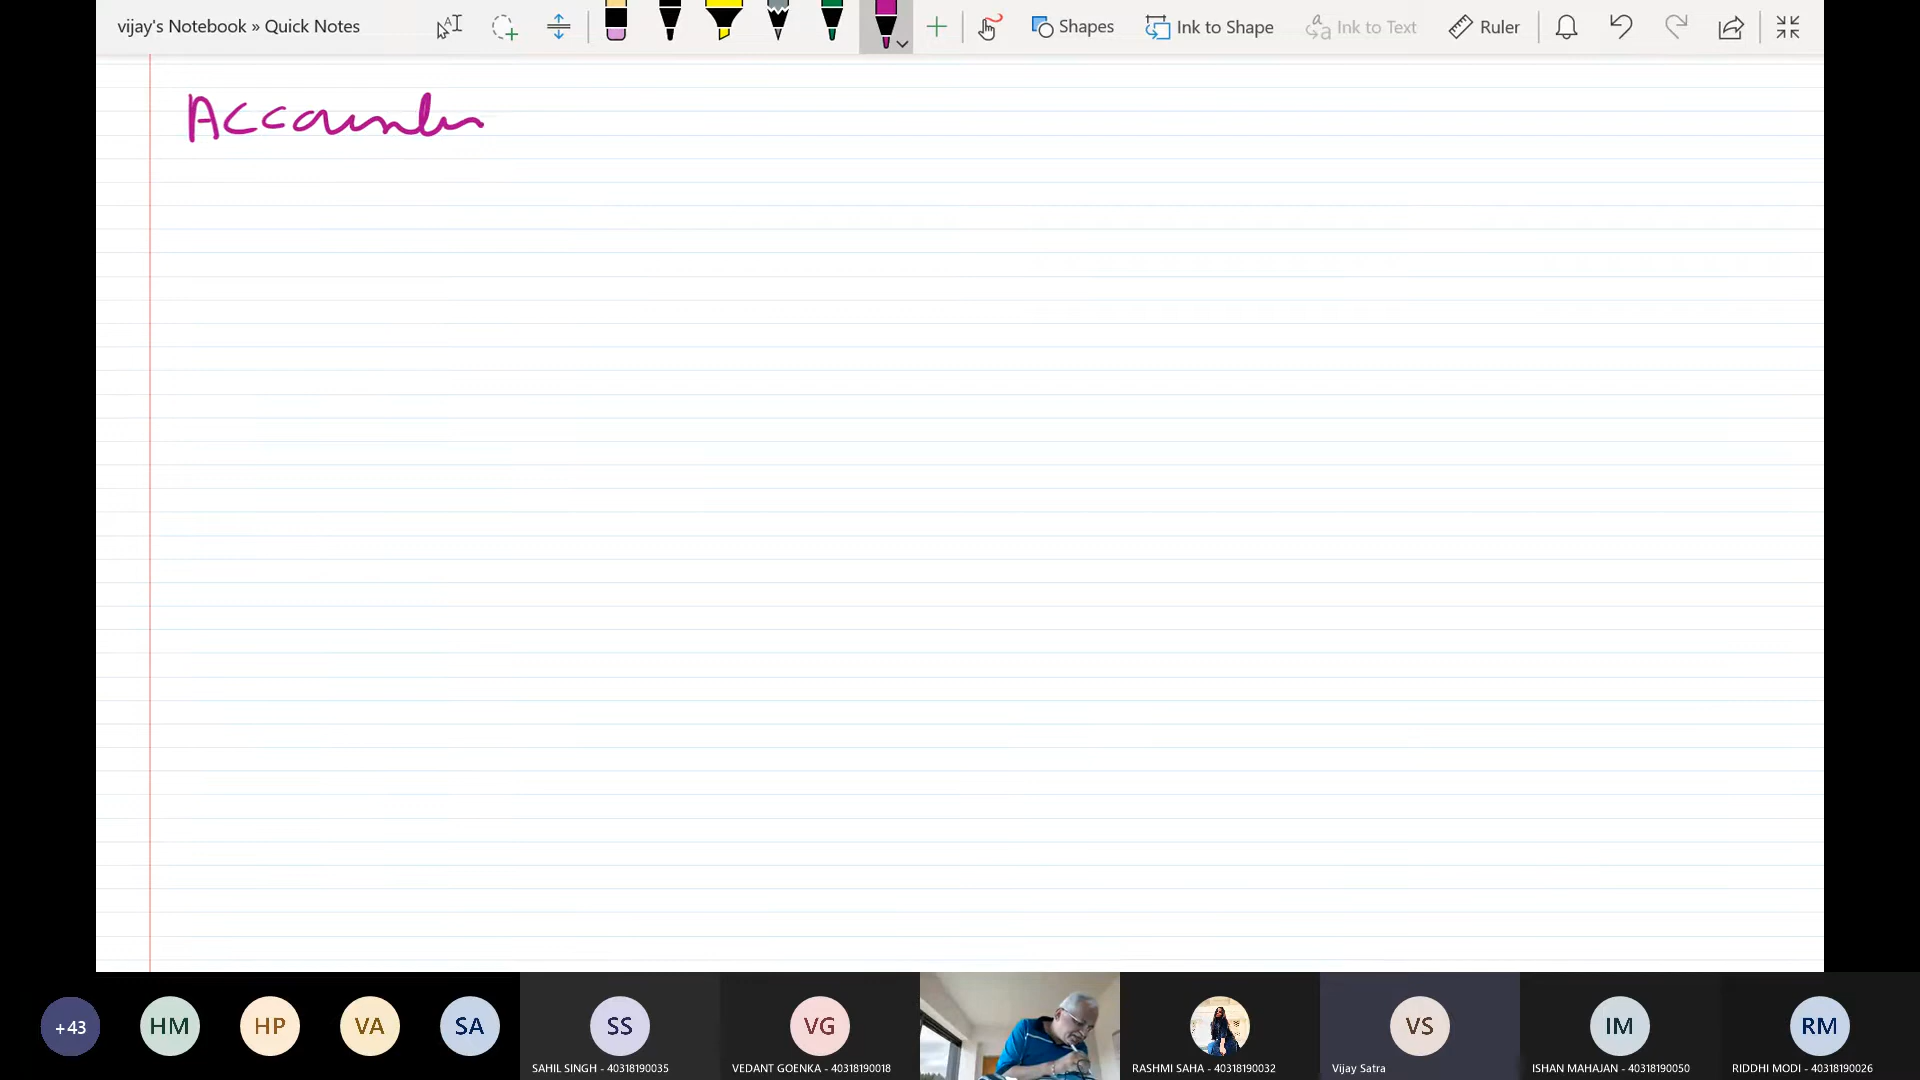 vijay's Notebook » Quick Notes
Shapes
Ink to Shape
Ink to Text
Ruler
+43
HM
HP
VA
SA
SS
VG
VS
IM
RM
SAHIL SINGH - 40318190035
VEDANT GOENKA - 40318190018
RASHMI SAHA - 40318190032
Vijay Satra
ISHAN MAHAJAN - 40318190050
RIDDHI MODI - 40318190026